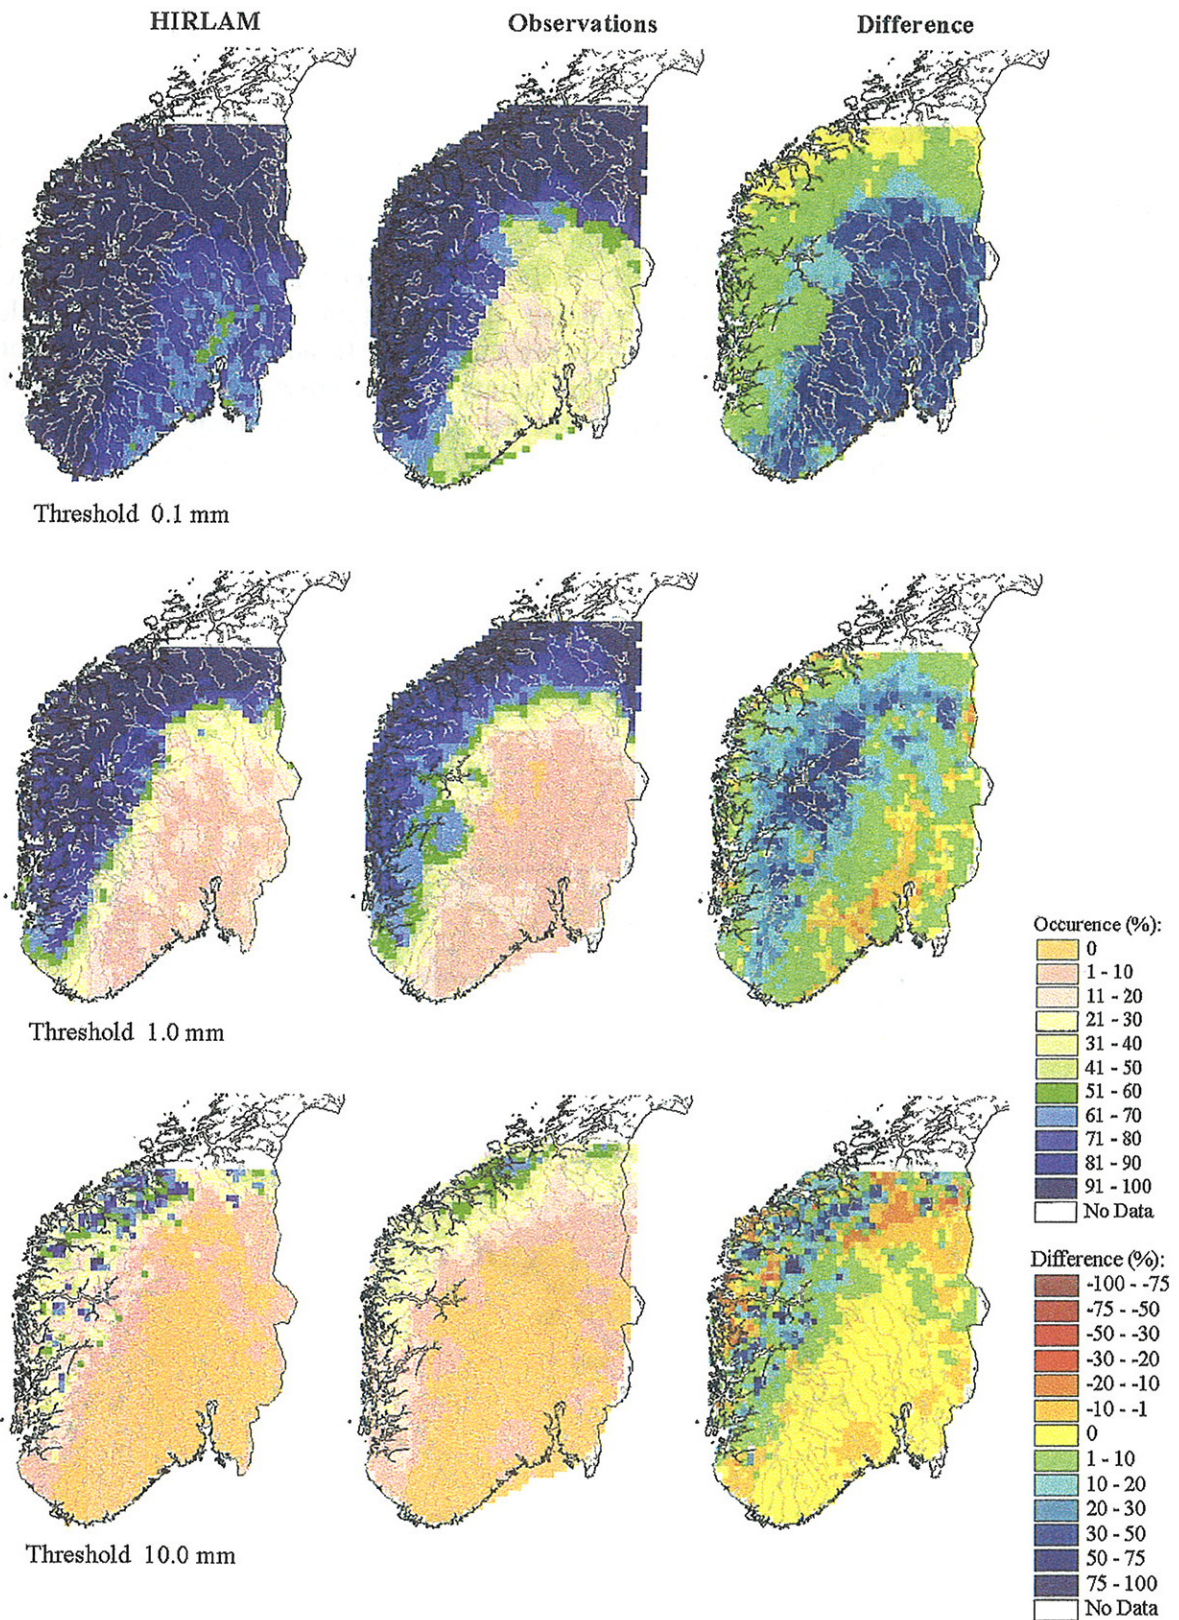 HIRLAM
Observations
Difference
Threshold 0.1 mm
Threshold 1.0 mm
Threshold 10.0 mm
Occurence (%):
0
1 - 10
11 - 20
21 - 30
31 - 40
41 - 50
51 - 60
61 - 70
71 - 80
81 - 90
91 - 100
No Data
Difference (%):
-100 - -75
-75 - -50
-50 - -30
-30 - -20
-20 - -10
-10 - -1
0
1 - 10
10 - 20
20 - 30
30 - 50
50 - 75
75 - 100
No Data